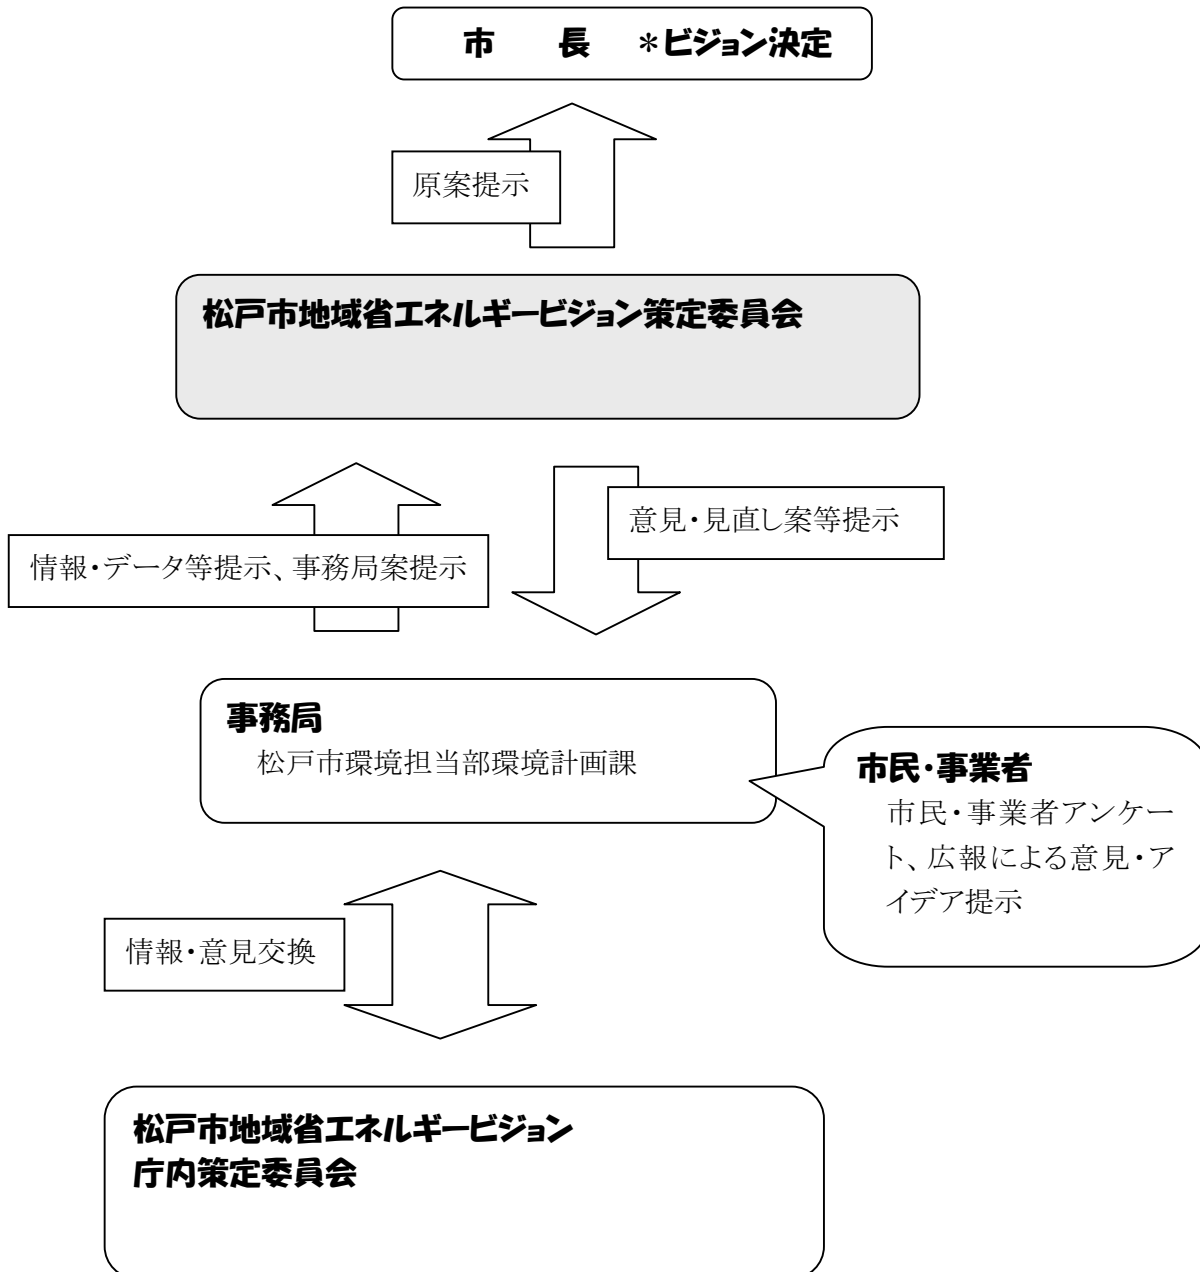 市　長　＊ビジョン決定
原案提示
松戸市地域省エネルギービジョン策定委員会
意見・見直し案等提示
情報・データ等提示、事務局案提示
事務局
松戸市環境担当部環境計画課
市民・事業者
市民・事業者アンケー
ト、広報による意見・ア
イデア提示
情報・意見交換
松戸市地域省エネルギービジョン
庁内策定委員会